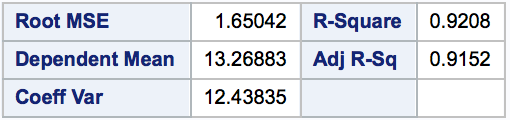 Root MSE 1.65042 R-Square 0.9208
Dependent Mean 13.26883 Adj R-Sq 0.9152
Coeff Var 12.43835